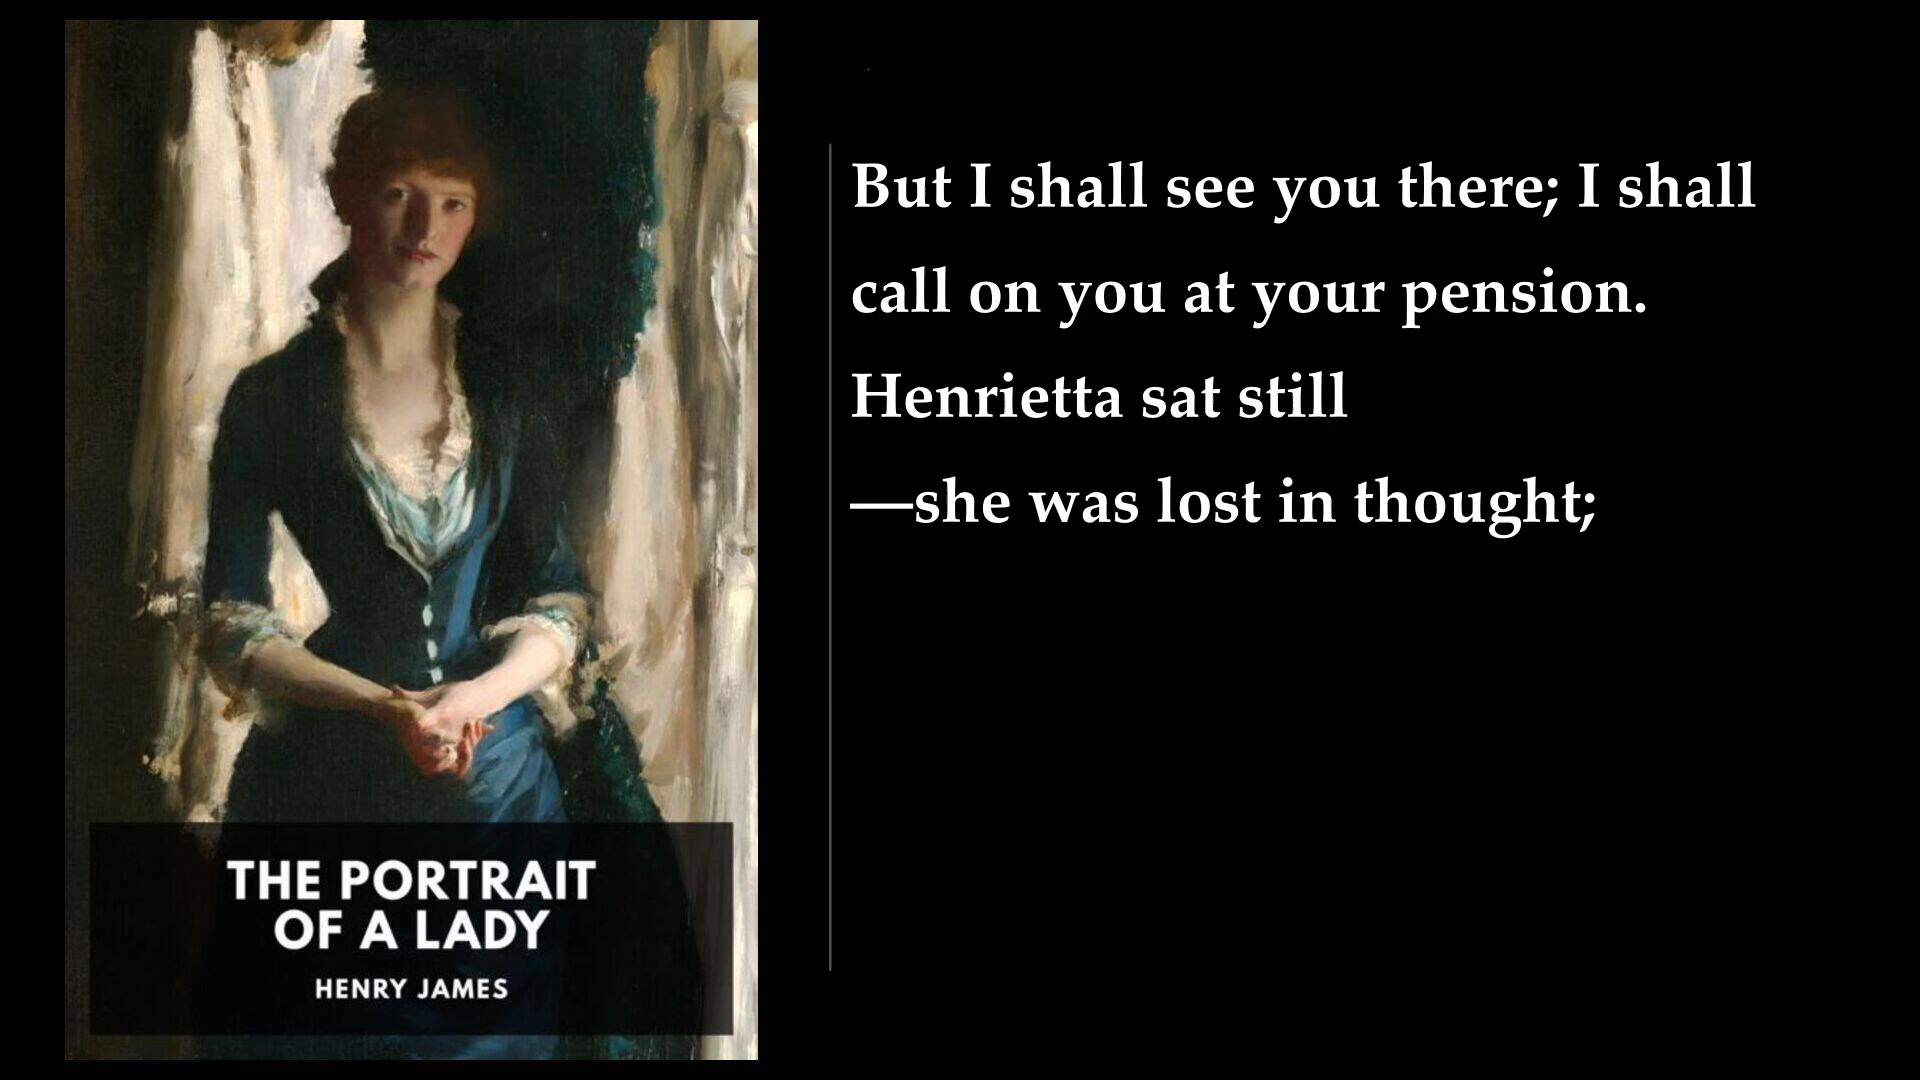 But I shall see you there; I shall
call on you at your pension.
Henrietta sat still
—she was lost in thought;
THE PORTRAIT
OF A LADY
HENRY JAMES